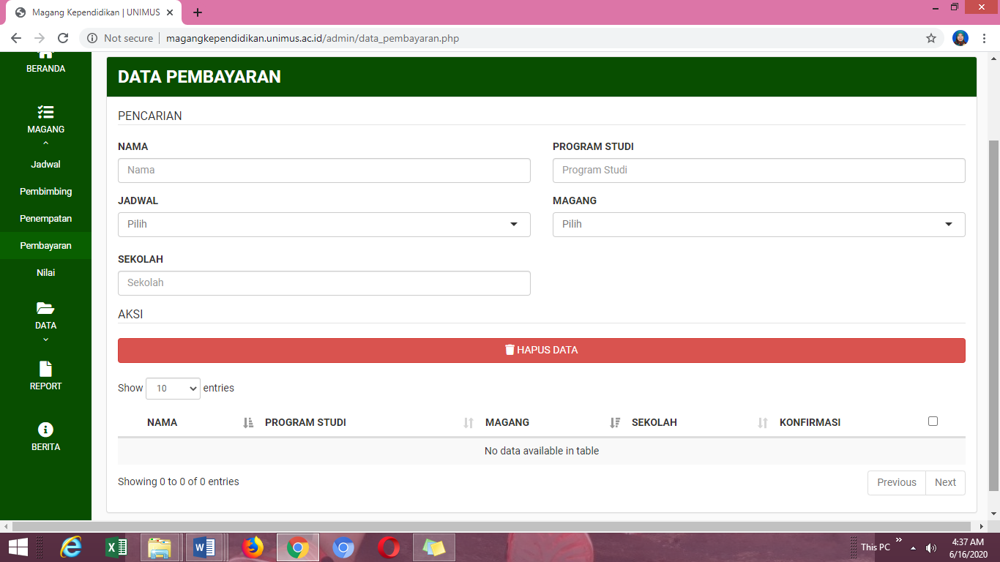 Magang Kependidikan | UNIMUS
Not secure | magangkependidikan.unimus.ac.id/admin/data_pembayaran.php
BERANDA
MAGANG
Jadwal
Pembimbing
Penempatan
Pembayaran
Nilai
DATA
REPORT
BERITA
DATA PEMBAYARAN
PENCARIAN
NAMA PROGRAM STUDI
Nama Program Studi
JADWAL MAGANG
Pilih Pilih
SEKOLAH
Sekolah
AKSI
HAPUS DATA
Show 10 entries
NAMA PROGRAM STUDI MAGANG SEKOLAH KONFIRMASI
No data available in table
Showing 0 to 0 of 0 entries
Previous Next
This PC
4:37 AM
6/16/2020